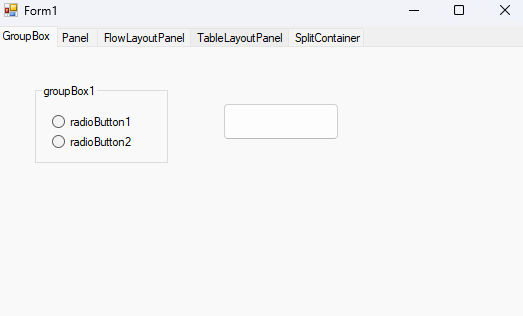 Form1
GroupBox Panel FlowLayoutPanel TableLayoutPanel SplitContainer
groupBox1
radioButton1
radioButton2